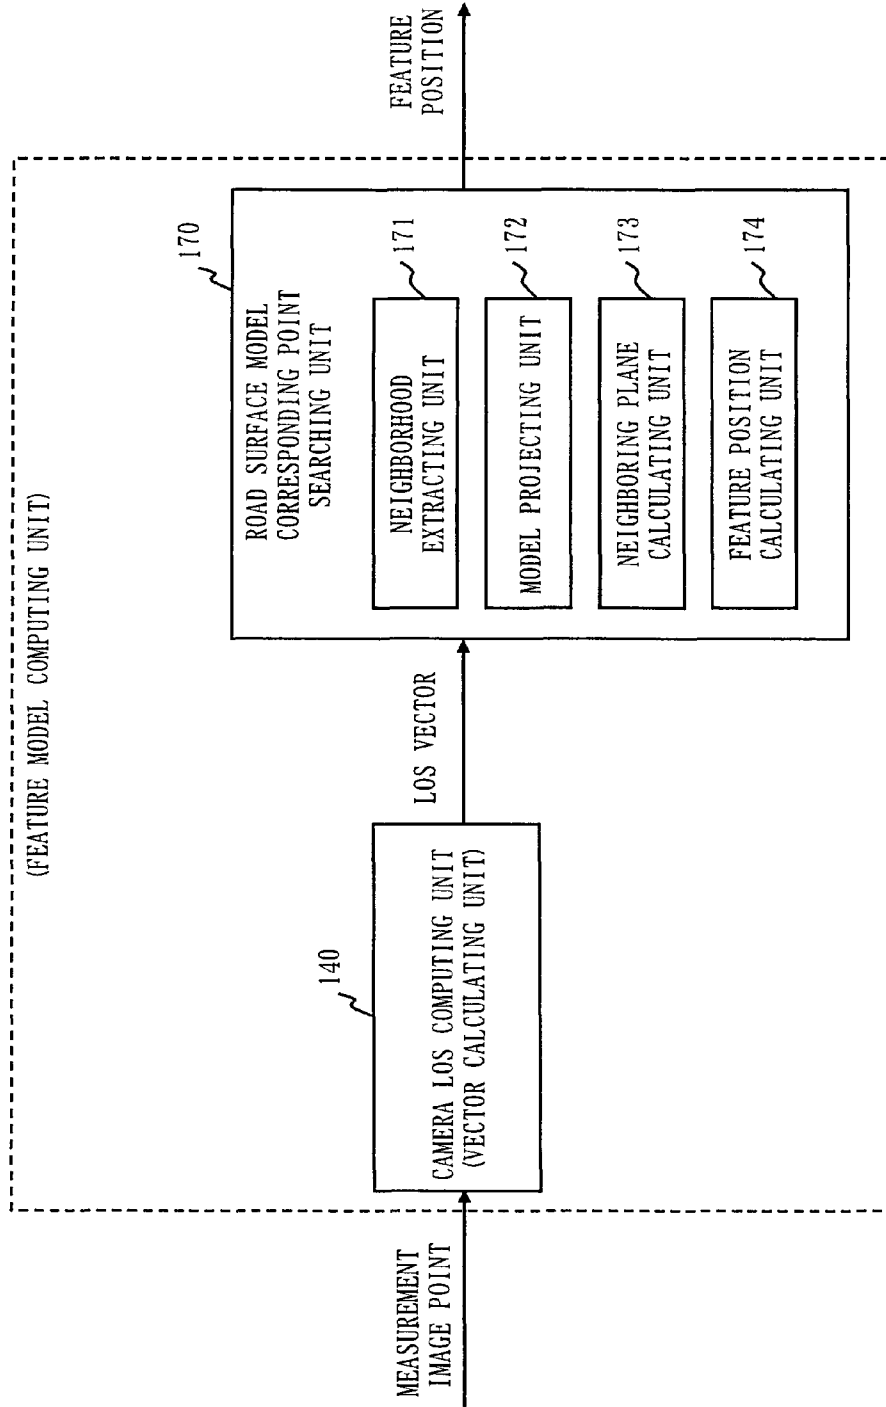 (FEATURE MODEL COMPUTING UNIT)
MEASUREMENT
IMAGE POINT
140
CAMERA LOS COMPUTING UNIT
(VECTOR CALCULATING UNIT)
LOS VECTOR
170
ROAD SURFACE MODEL
CORRESPONDING POINT
SEARCHING UNIT
171
NEIGHBORHOOD
EXTRACTING UNIT
172
MODEL PROJECTING UNIT
173
NEIGHBORING PLANE
CALCULATING UNIT
174
FEATURE POSITION
CALCULATING UNIT
FEATURE
POSITION